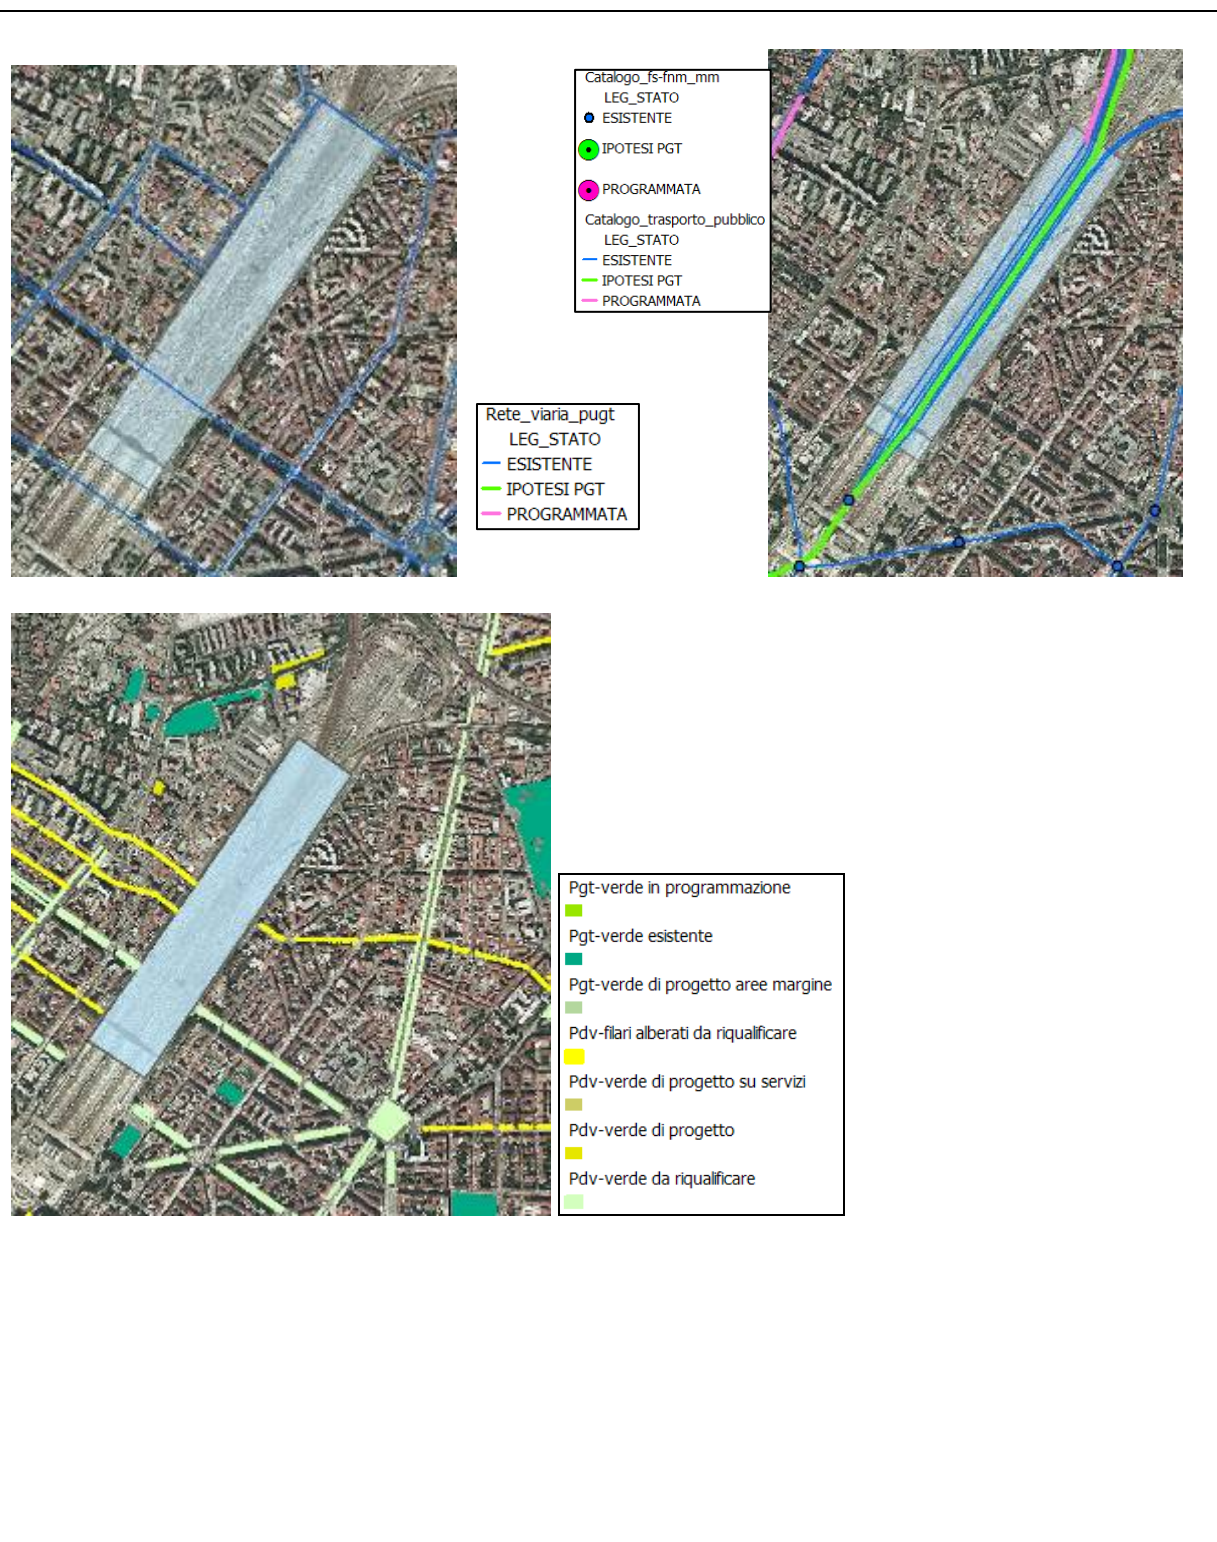 Catalogo_fs-fnm_mm
LEG_STATO
ESISTENTE
IPOTESI PGT
PROGRAMMATA
Catalogo_trasporto_pubblico
LEG_STATO
ESISTENTE
IPOTESI PGT
PROGRAMMATA
Rete_viaria_pugt
LEG_STATO
ESISTENTE
IPOTESI PGT
PROGRAMMATA
Pgt-verde in programmazione
Pgt-verde esistente
Pgt-verde di progetto aree margine
Pdv-filari alberati da riqualificare
Pdv-verde di progetto su servizi
Pdv-verde di progetto
Pdv-verde da riqualificare